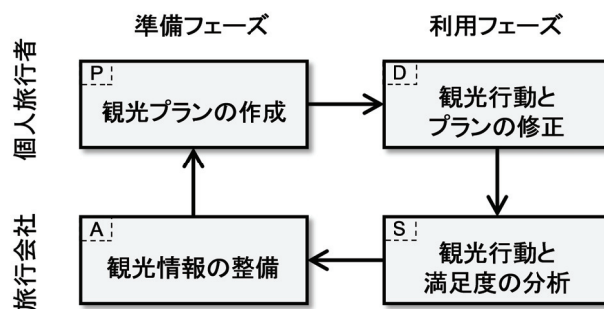 準備フェーズ
利用フェーズ
個人旅行者
P
観光プランの作成
D
観光行動と
プランの修正
旅行会社
A
観光情報の整備
S
観光行動と
満足度の分析